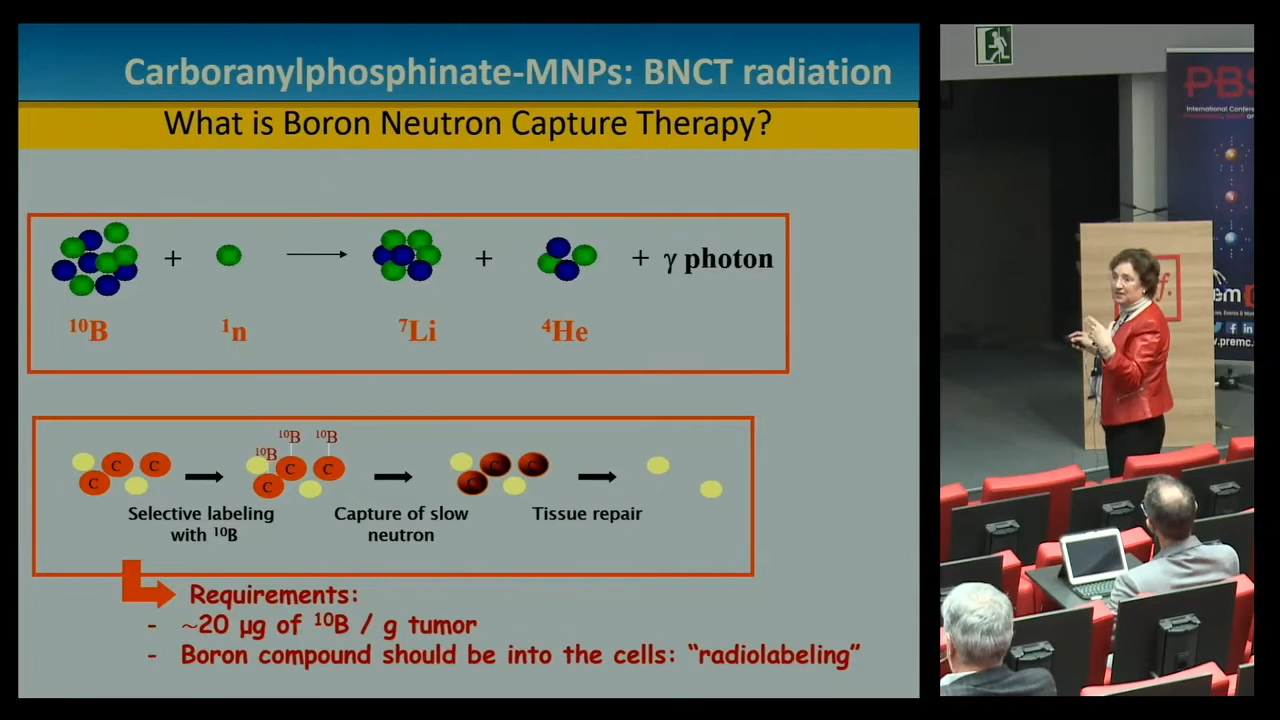 Carboranylphosphinate-MNPs: BNCT radiation
What is Boron Neutron Capture Therapy?
+ → + + γ photon
¹⁰B ¹n ⁷Li ⁴He
¹⁰B ¹⁰B ¹⁰B
C C C C C C C C C
Selective labeling with ¹⁰B
Capture of slow neutron
Tissue repair
Requirements:
- ~20 µg of ¹⁰B / g tumor
- Boron compound should be into the cells: “radiolabeling”
PBS
International
f.